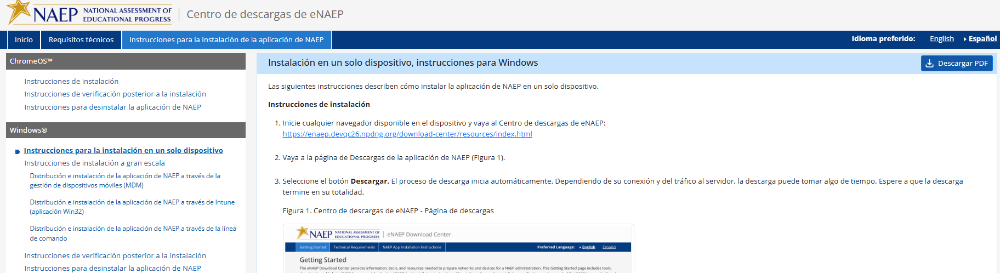 NAEP NATIONAL ASSESSMENT OF
EDUCATIONAL PROGRESS
Centro de descargas de eNAEP
Inicio
Requisitos técnicos
Instrucciones para la instalación de la aplicación de NAEP
Idioma preferido:
English
Español
ChromeOS™
Instrucciones de instalación
Instrucciones de verificación posterior a la instalación
Instrucciones para desinstalar la aplicación de NAEP
Windows®
Instrucciones para la instalación en un solo dispositivo
Instrucciones de instalación a gran escala
Distribución e instalación de la aplicación de NAEP a través de la
gestión de dispositivos móviles (MDM)
Distribución e instalación de la aplicación de NAEP a través de Intune
(aplicación Win32)
Distribución e instalación de la aplicación de NAEP a través de la línea
de comando
Instrucciones de verificación posterior a la instalación
Instrucciones para desinstalar la aplicación de NAEP
Instalación en un solo dispositivo, instrucciones para Windows
Descargar PDF
Las siguientes instrucciones describen cómo instalar la aplicación de NAEP en un solo dispositivo.
Instrucciones de instalación
1. Inicie cualquier navegador disponible en el dispositivo y vaya al Centro de descargas de eNAEP:
https://enaep.devqc26.npdng.org/download-center/resources/index.html
2. Vaya a la página de Descargas de la aplicación de NAEP (Figura 1).
3. Seleccione el botón Descargar. El proceso de descarga inicia automáticamente. Dependiendo de su conexión y del tráfico al servidor, la descarga puede tomar algo de tiempo. Espere a que la descarga
termine en su totalidad.
Figura 1. Centro de descargas de eNAEP - Página de descargas
NAEP NATIONAL ASSESSMENT OF
EDUCATIONAL PROGRESS
eNAEP Download Center
Getting Started
Technical Requirements
NAEP App Installation Instructions
Preferred Language:
English
Español
Getting Started
The eNAEP Download Center provides information, tools, and resources needed to prepare networks and devices for a NAEP administration. This Getting Started page includes tools,